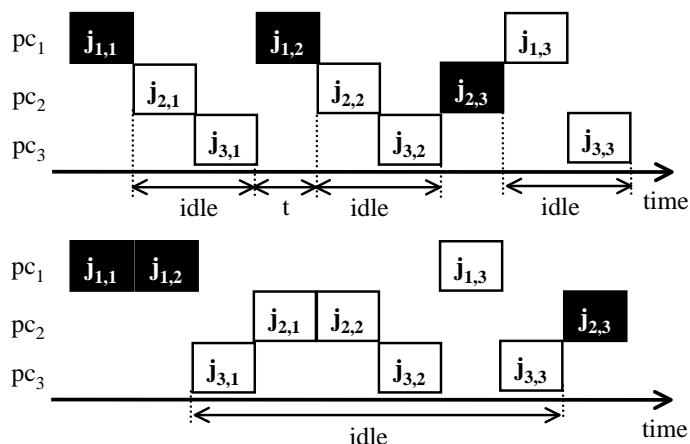 pc1 j1,1 j1,2 j1,3
pc2 j2,1 j2,2 j2,3
pc3 j3,1 j3,2 j3,3
idle t idle idle time
pc1 j1,1 j1,2 j1,3
pc2 j2,1 j2,2 j2,3
pc3 j3,1 j3,2 j3,3
time
idle